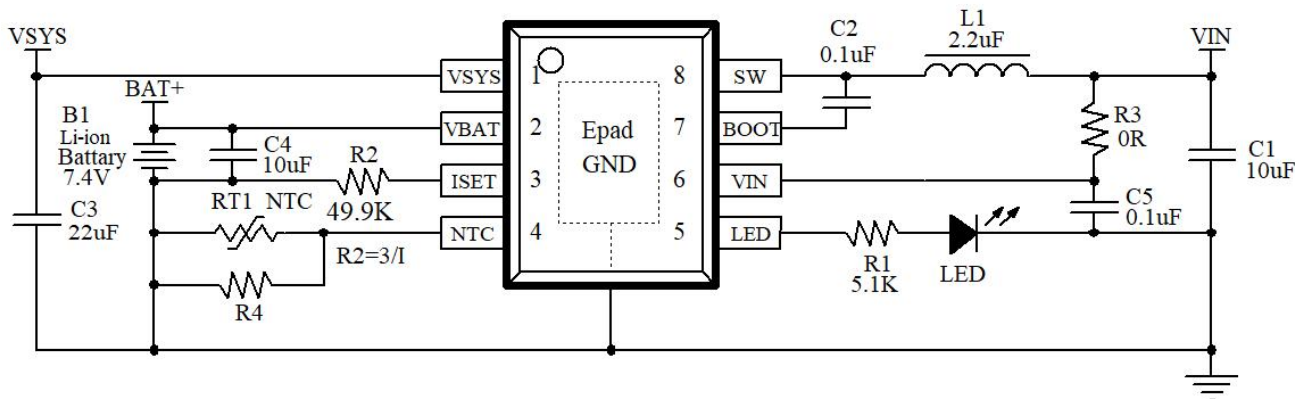 VSYS
BAT+
B1
Li-ion
Battary
7.4V
C4
10uF
R2
49.9K
RT1 NTC
C3
22uF
R2=3/I
R4
VSYS
VBAT
ISET
NTC
1
2
3
4
Epad
GND
8
7
6
5
SW
BOOT
VIN
LED
C2
0.1uF
L1
2.2uF
VIN
R3
0R
C1
10uF
C5
0.1uF
R1
5.1K
LED